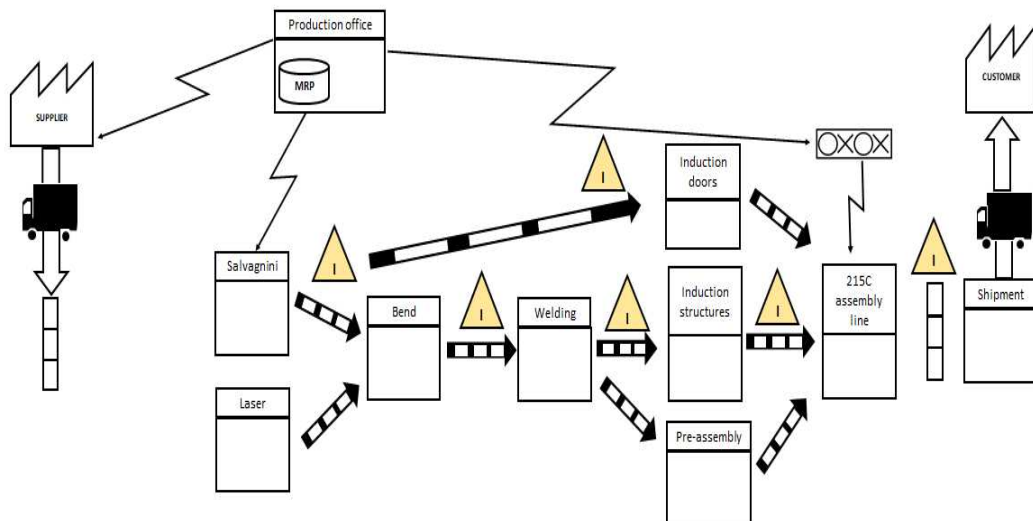 Production office
MRP
SUPPLIER
CUSTOMER
OXOX
Induction
doors
I
I
Salvagnini
Bend
I
Welding
I
Induction
structures
I
215C
assembly
line
I
Shipment
Laser
Pre-assembly